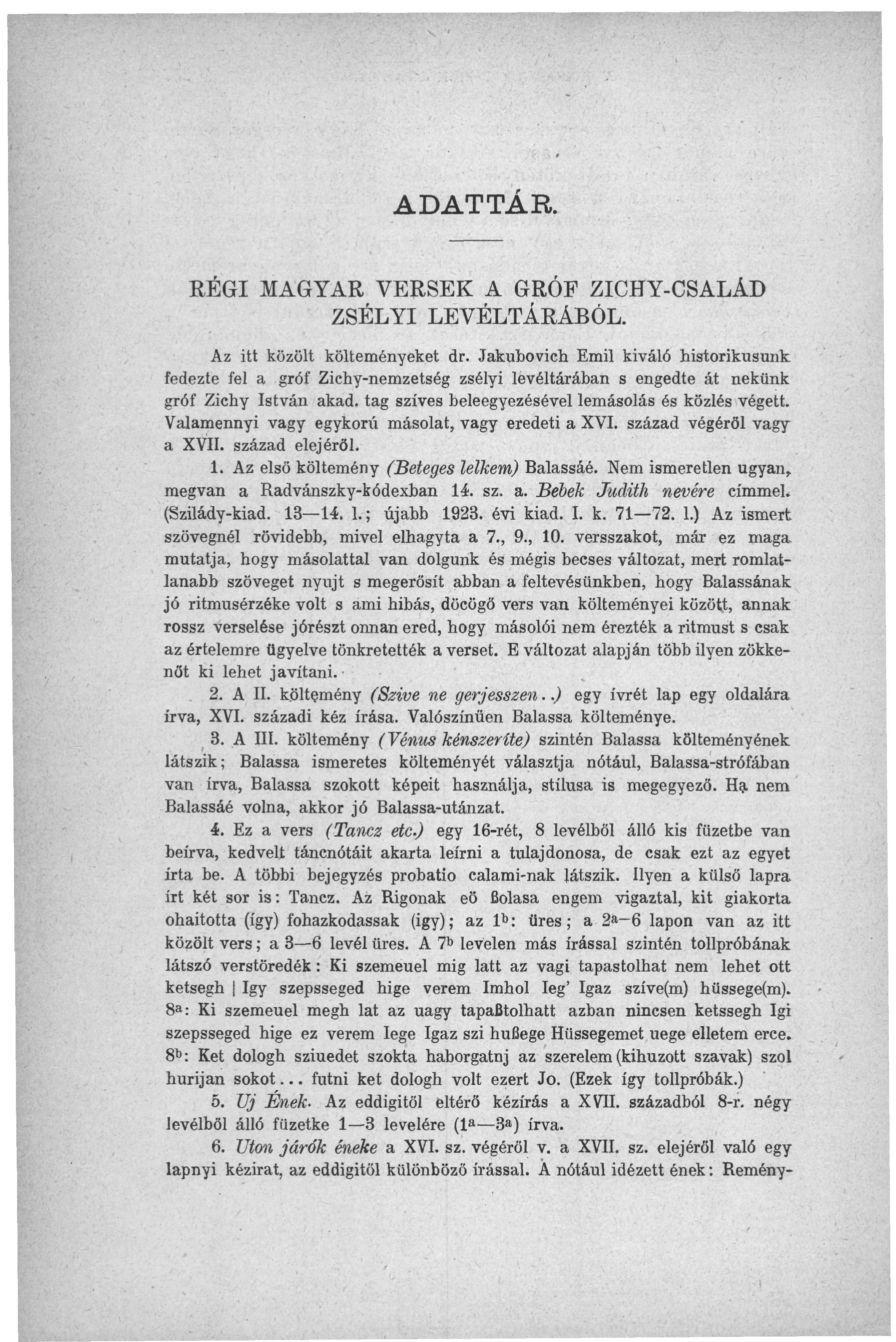 ADATTÁR.
RÉGI MAGYAR VERSEK A GRÓF ZICHY-CSALÁD
ZSÉLYI LEVÉLTÁRÁBÓL.
Az itt közölt költeményeket dr. Jakubovich Emil kiváló historikusunk
fedezte fel a gróf Zichy-nemzetség zsélyi levéltárában s engedte át nekünk
gróf Zichy István akad. tag szíves beleegyezésével lemásolás és közlés végett.
Valamennyi vagy egykorú másolat, vagy eredeti a XVI. század végéről vagy
a XVII. század elejéről.
1. Az első költemény (Beteges lelkem) Balassáé. Nem ismeretlen ugyan,
megvan a Radvánszky-kódexban 14. sz. a. Bebek Judith nevére címmel.
(Szilády-kiad. 13—14. l.; újabb 1923. évi kiad. I. k. 71—72. l.) Az ismert
szövegnél rövidebb, mivel elhagyta a 7., 9., 10. versszakot, már ez maga
mutatja, hogy másolattal van dolgunk és mégis becses változat, mert romlat-
lanabb szöveget nyujt s megerősít abban a feltevésünkben, hogy Balassának
jó ritmusérzéke volt s ami hibás, döcögő vers van költeményei között, annak
rossz verselése jórészt onnan ered, hogy másolói nem érezték a ritmust s csak
az értelemre ügyelve tönkretették a verset. E változat alapján több ilyen zökke-
nőt ki lehet javítani.
2. A II. költemény (Szive ne gerjesszen..) egy ívrét lap egy oldalára
írva, XVI. századi kéz írása. Valószínűen Balassa költeménye.
3. A III. költemény (Vénus kénszeríte) szintén Balassa költeményének
látszik; Balassa ismeretes költeményét választja nótául, Balassa-strófában
van írva, Balassa szokott képeit használja, stílusa is megegyező. Ha nem
Balassáé volna, akkor jó Balassa-utánzat.
4. Ez a vers (Tancz etc.) egy 16-rét, 8 levélből álló kis füzetbe van
beírva, kedvelt táncnótáit akarta leírni a tulajdonosa, de csak ezt az egyet
írta be. A többi bejegyzés probatio calami-nak látszik. Ilyen a külső lapra
írt két sor is: Tancz. Az Rigonak eö ßolasa engem vigaztal, kit giakorta
ohaitotta (így) fohazkodassak (igy); az 1b: üres; a 2a—6 lapon van az itt
közölt vers; a 3—6 levél üres. A 7b levelen más írással szintén tollpróbának
látszó verstöredék: Ki szemeuel mig latt az vagi tapastolhat nem lehet ott
ketsegh | Igy szepsseged hige verem Imhol Ieg' Igaz szíve(m) hüssege(m).
8a: Ki szemeuel megh lat az uagy tapaßtolhatt azban nincsen ketssegh Igi
szepsseged hige ez verem Iege Igaz szi hußege Hüssegemet uege elletem erce.
8b: Ket dologh sziuedet szokta haborgatnj az szerelem (kihuzott szavak) szol
hurijan sokot... futni ket dologh volt ezert Jo. (Ezek így tollpróbák.)
5. Uj Ének. Az eddigitől eltérő kézírás a XVII. századból 8-r. négy
levélből álló füzetke 1—3 levelére (1a—3a) írva.
6. Uton járók éneke a XVI. sz. végéről v. a XVII. sz. elejéről való egy
lapnyi kézirat, az eddigitől különböző írással. A nótául idézett ének: Remény-